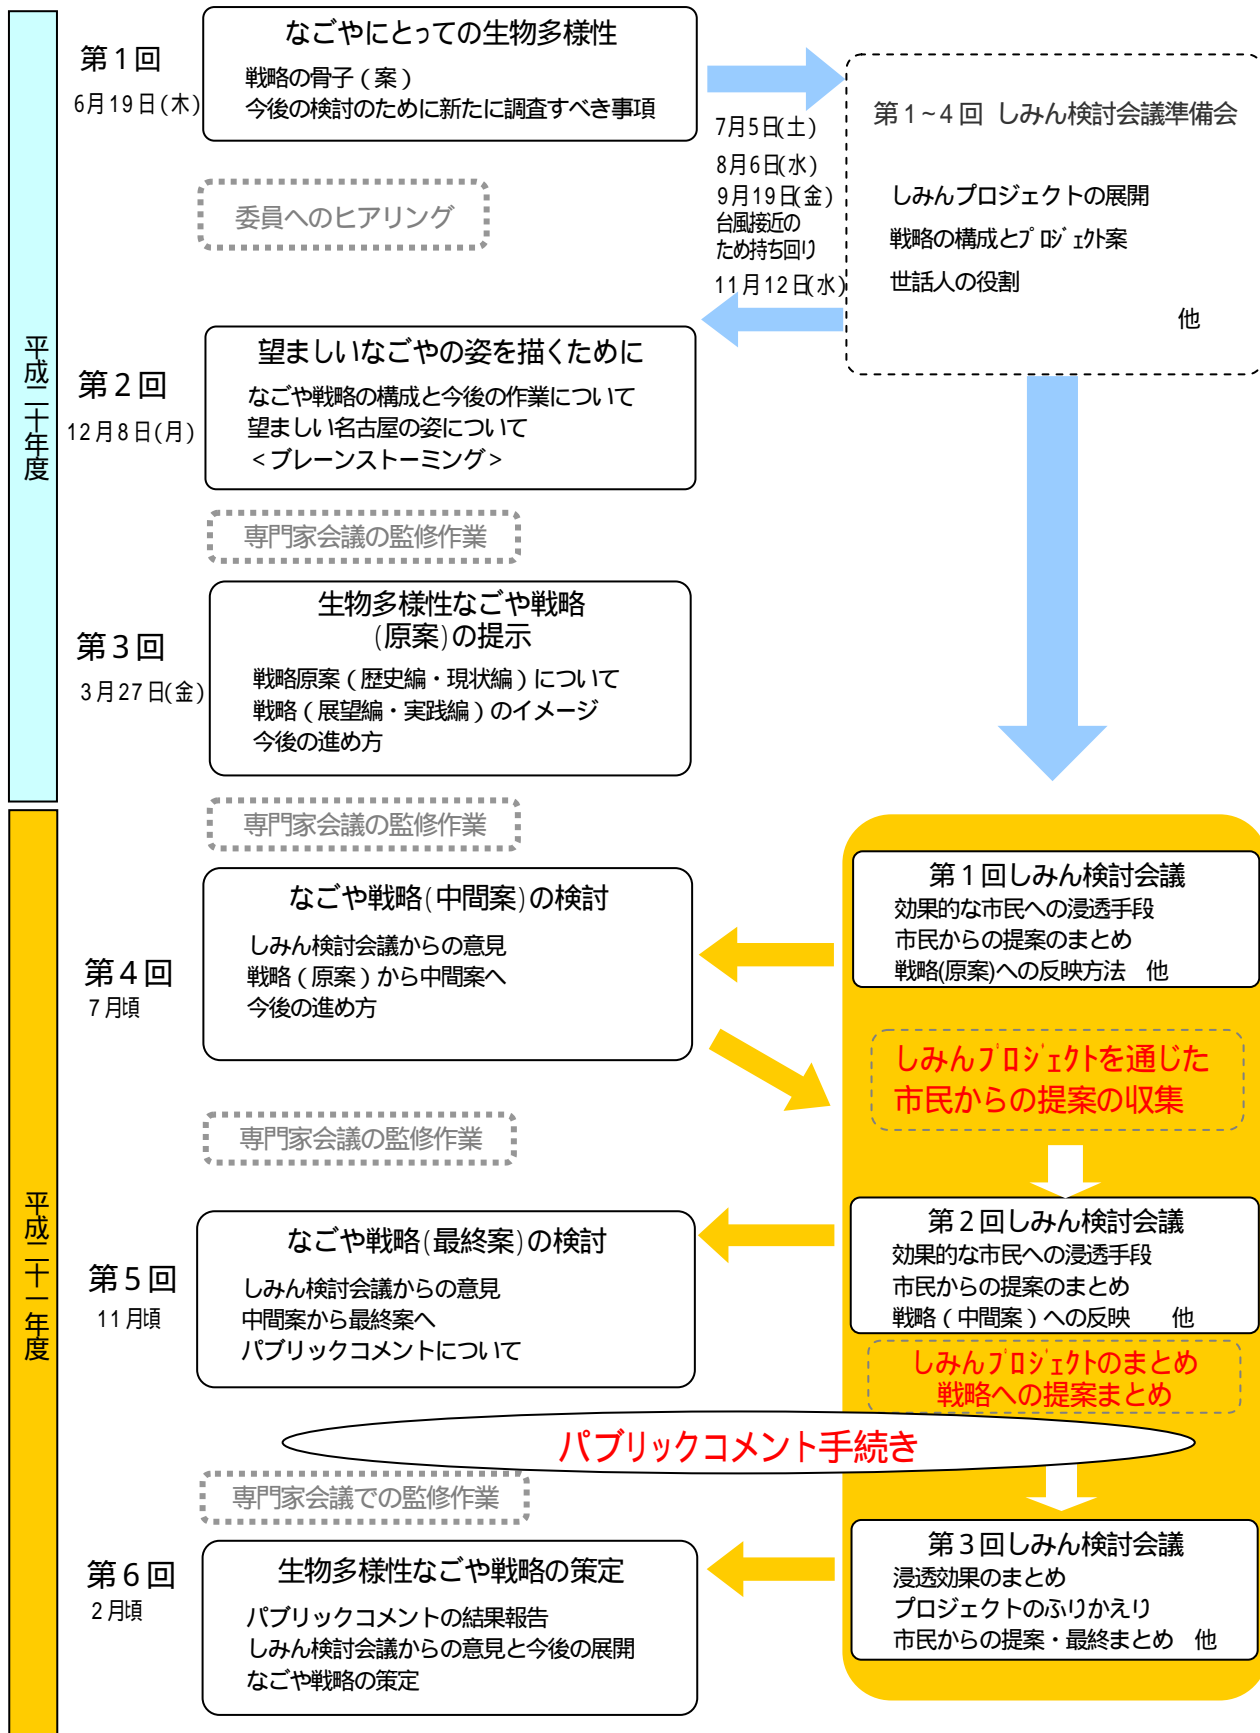 平成二十年度
第1回
6月19日(木)
なごやにとっての生物多様性
戦略の骨子（案）
今後の検討のために新たに調査すべき事項
7月5日(土)
8月6日(水)
9月19日(金)
台風接近の
ため持ち回り
11月12日(水)
第1~4回 しみん検討会議準備会
しみんプロジェクトの展開
戦略の構成とﾌﾟﾛｼﾞｪｸﾄ案
世話人の役割
他
委員へのヒアリング
第2回
12月8日(月)
望ましいなごやの姿を描くために
なごや戦略の構成と今後の作業について
望ましい名古屋の姿について
<ブレーンストーミング>
専門家会議の監修作業
第3回
3月27日(金)
生物多様性なごや戦略
(原案)の提示
戦略原案（歴史編・現状編）について
戦略（展望編・実践編）のイメージ
今後の進め方
平成二十一年度
専門家会議の監修作業
第4回
7月頃
なごや戦略(中間案)の検討
しみん検討会議からの意見
戦略（原案）から中間案へ
今後の進め方
第1回しみん検討会議
効果的な市民への浸透手段
市民からの提案のまとめ
戦略(原案)への反映方法 他
しみんﾌﾟﾛｼﾞｪｸﾄを通じた
市民からの提案の収集
専門家会議の監修作業
第5回
11月頃
なごや戦略(最終案)の検討
しみん検討会議からの意見
中間案から最終案へ
パブリックコメントについて
第2回しみん検討会議
効果的な市民への浸透手段
市民からの提案のまとめ
戦略（中間案）への反映 他
しみんﾌﾟﾛｼﾞｪｸﾄのまとめ
戦略への提案まとめ
パブリックコメント手続き
専門家会議での監修作業
第6回
2月頃
生物多様性なごや戦略の策定
パブリックコメントの結果報告
しみん検討会議からの意見と今後の展開
なごや戦略の策定
第3回しみん検討会議
浸透効果のまとめ
プロジェクトのふりかえり
市民からの提案・最終まとめ 他